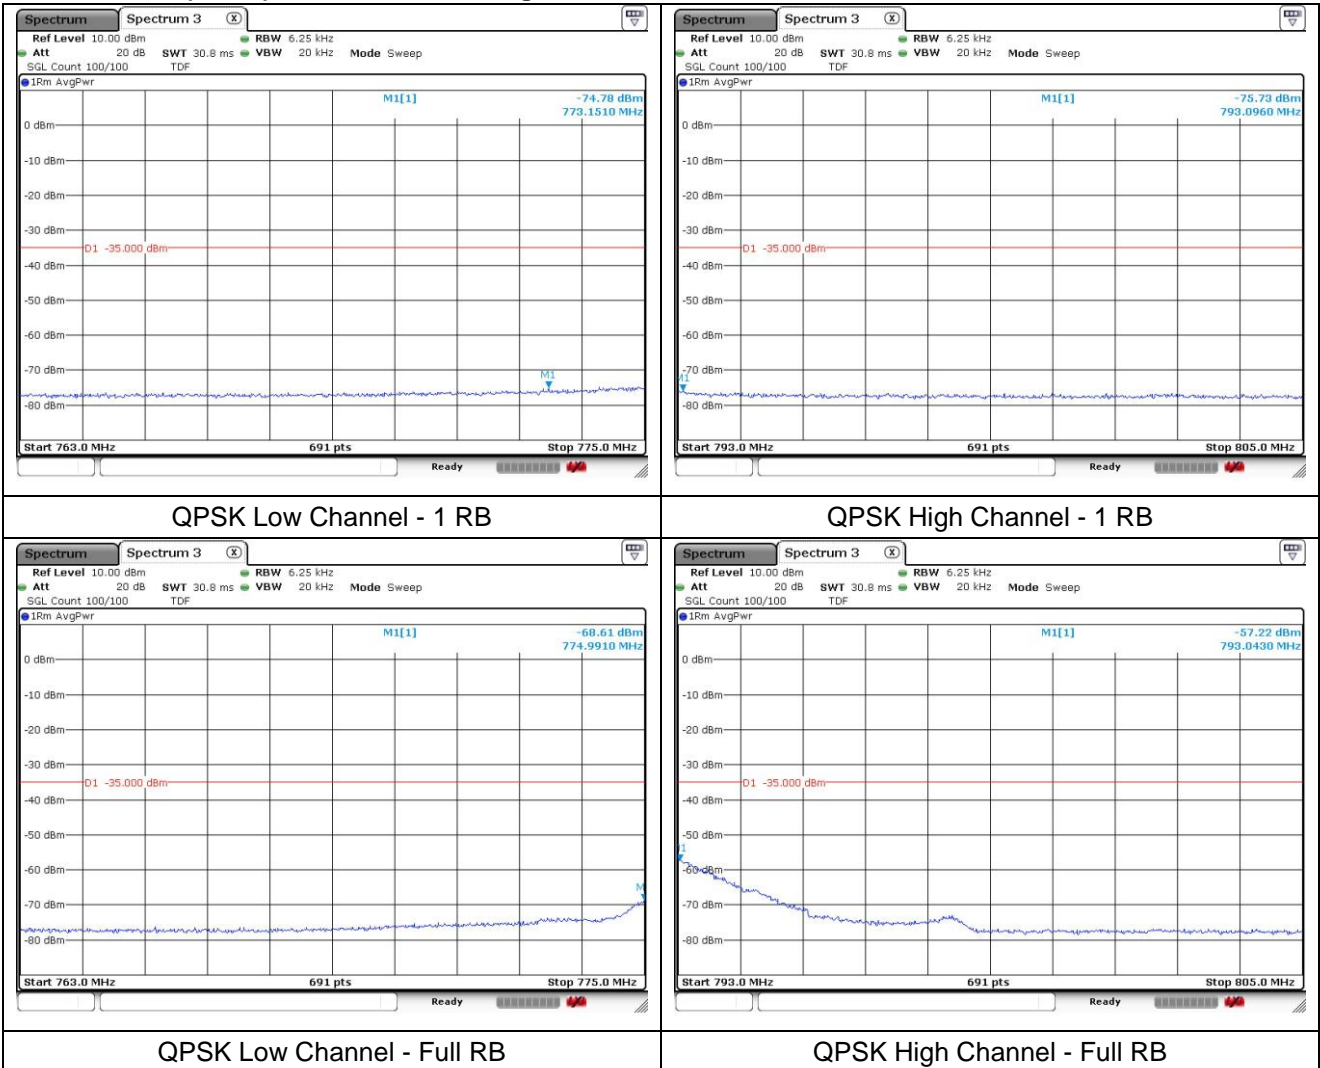 Spectrum Spectrum 3 X
Ref Level 10.00 dBm RBW 6.25 kHz
Att 20 dB SWT 30.8 ms VBW 20 kHz Mode Sweep
SGL Count 100/100 TDF
1Rm AvgPwr
M1[1] -74.78 dBm
773.1510 MHz
0 dBm
-10 dBm
-20 dBm
-30 dBm
D1 -35.000 dBm
-40 dBm
-50 dBm
-60 dBm
-70 dBm
M1
-80 dBm
Start 763.0 MHz 691 pts Stop 775.0 MHz
Ready
Spectrum Spectrum 3 X
Ref Level 10.00 dBm RBW 6.25 kHz
Att 20 dB SWT 30.8 ms VBW 20 kHz Mode Sweep
SGL Count 100/100 TDF
1Rm AvgPwr
M1[1] -75.73 dBm
793.0960 MHz
0 dBm
-10 dBm
-20 dBm
-30 dBm
D1 -35.000 dBm
-40 dBm
-50 dBm
-60 dBm
-70 dBm
M1
-80 dBm
Start 793.0 MHz 691 pts Stop 805.0 MHz
Ready
QPSK Low Channel - 1 RB
QPSK High Channel - 1 RB
Spectrum Spectrum 3 X
Ref Level 10.00 dBm RBW 6.25 kHz
Att 20 dB SWT 30.8 ms VBW 20 kHz Mode Sweep
SGL Count 100/100 TDF
1Rm AvgPwr
M1[1] -68.61 dBm
774.9910 MHz
0 dBm
-10 dBm
-20 dBm
-30 dBm
D1 -35.000 dBm
-40 dBm
-50 dBm
-60 dBm
M
-70 dBm
-80 dBm
Start 763.0 MHz 691 pts Stop 775.0 MHz
Ready
Spectrum Spectrum 3 X
Ref Level 10.00 dBm RBW 6.25 kHz
Att 20 dB SWT 30.8 ms VBW 20 kHz Mode Sweep
SGL Count 100/100 TDF
1Rm AvgPwr
M1[1] -57.22 dBm
793.0430 MHz
0 dBm
-10 dBm
-20 dBm
-30 dBm
D1 -35.000 dBm
-40 dBm
-50 dBm
1
-60 dBm
-70 dBm
-80 dBm
Start 793.0 MHz 691 pts Stop 805.0 MHz
Ready
QPSK Low Channel - Full RB
QPSK High Channel - Full RB